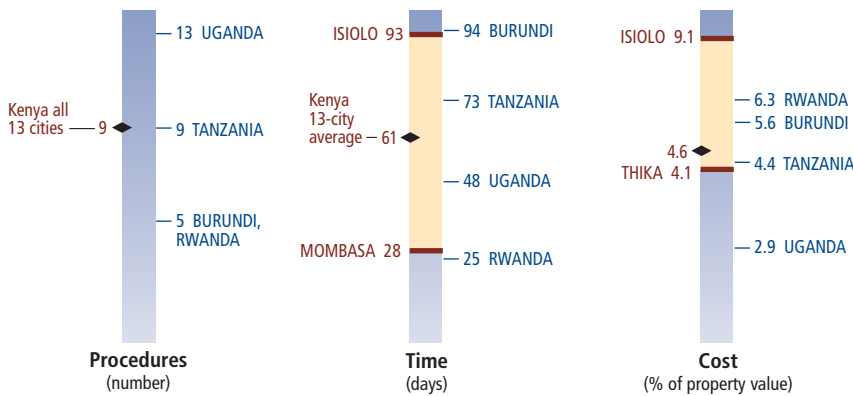 13 UGANDA
Kenya all
13 cities
9
9 TANZANIA
5 BURUNDI,
RWANDA
Procedures
(number)
ISIOLO 93
94 BURUNDI
73 TANZANIA
Kenya
13-city
average
61
48 UGANDA
MOMBASA 28
25 RWANDA
Time
(days)
ISIOLO 9.1
6.3 RWANDA
5.6 BURUNDI
4.6
4.4 TANZANIA
THIKA 4.1
2.9 UGANDA
Cost
(% of property value)